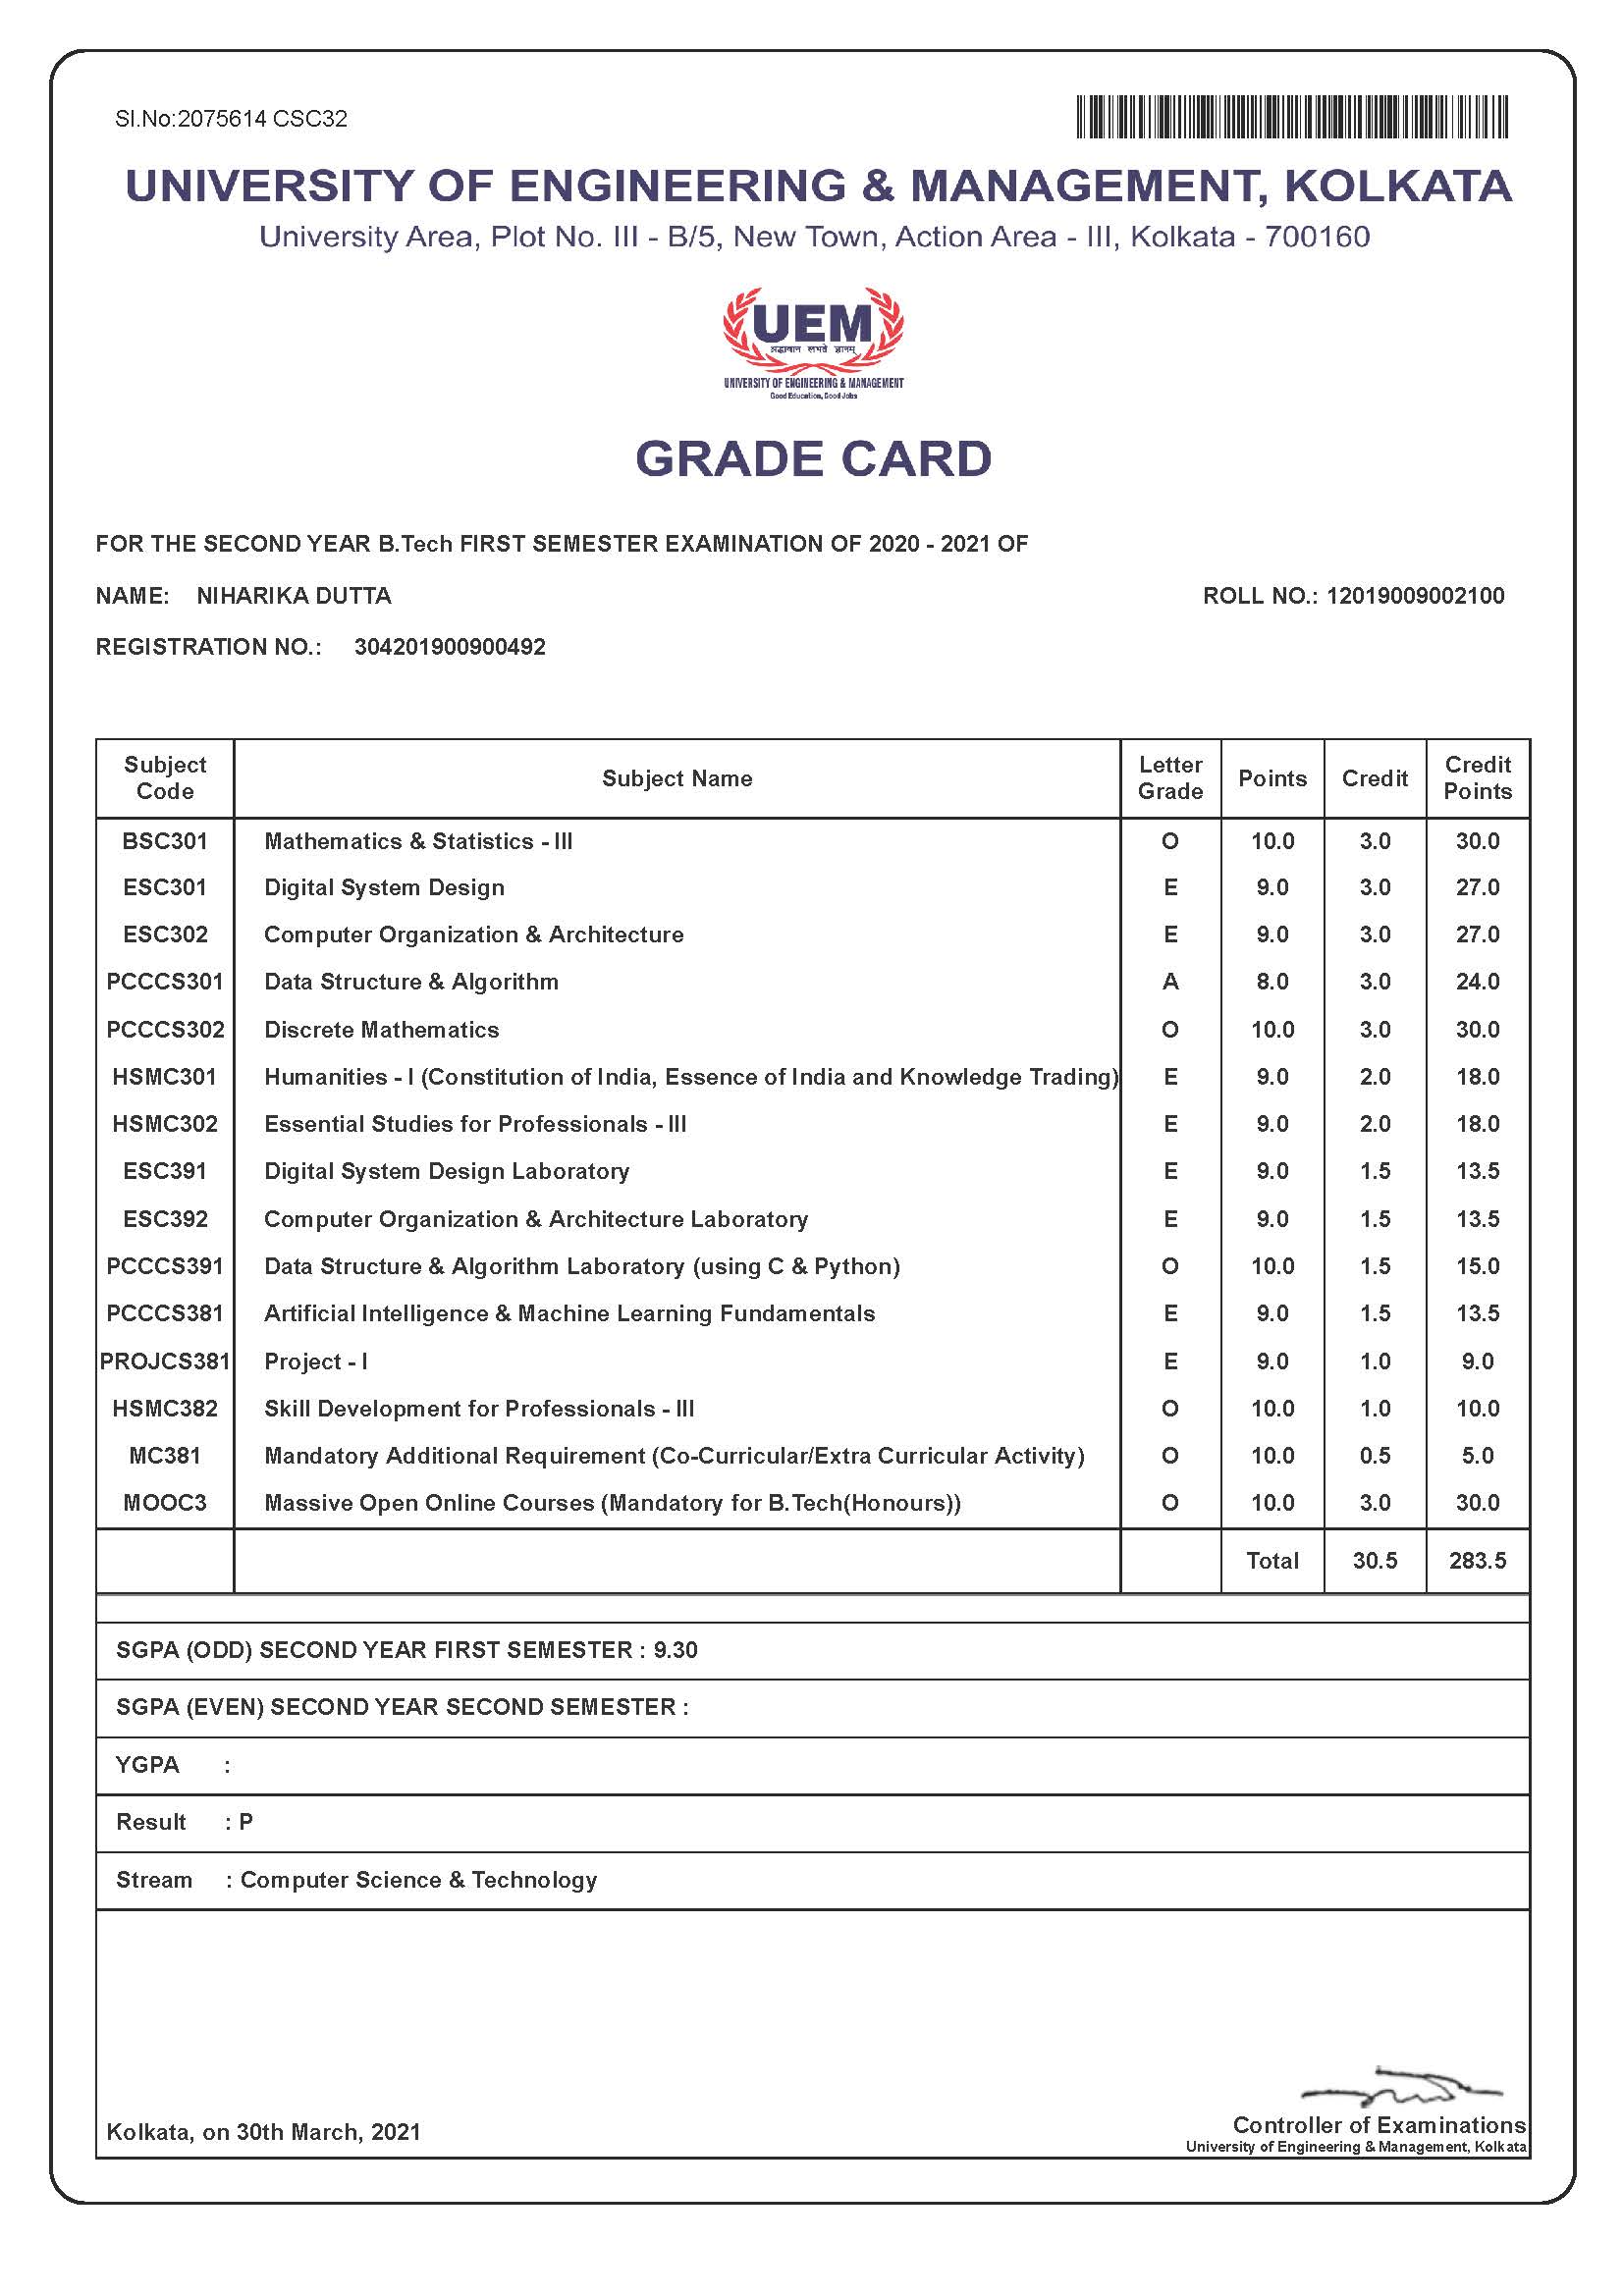 Sl.No:2075614 CSC32
UNIVERSITY OF ENGINEERING & MANAGEMENT, KOLKATA
University Area, Plot No. III - B/5, New Town, Action Area - III, Kolkata - 700160
UEM
श्रद्धावान लभते ज्ञानम्
UNIVERSITY OF ENGINEERING & MANAGEMENT
Good Education, Good Jobs
GRADE CARD
FOR THE SECOND YEAR B.Tech FIRST SEMESTER EXAMINATION OF 2020 - 2021 OF
NAME: NIHARIKA DUTTA ROLL NO.: 12019009002100
REGISTRATION NO.: 304201900900492
Subject Code Subject Name Letter Grade Points Credit Credit Points
BSC301 Mathematics & Statistics - III O 10.0 3.0 30.0
ESC301 Digital System Design E 9.0 3.0 27.0
ESC302 Computer Organization & Architecture E 9.0 3.0 27.0
PCCCS301 Data Structure & Algorithm A 8.0 3.0 24.0
PCCCS302 Discrete Mathematics O 10.0 3.0 30.0
HSMC301 Humanities - I (Constitution of India, Essence of India and Knowledge Trading) E 9.0 2.0 18.0
HSMC302 Essential Studies for Professionals - III E 9.0 2.0 18.0
ESC391 Digital System Design Laboratory E 9.0 1.5 13.5
ESC392 Computer Organization & Architecture Laboratory E 9.0 1.5 13.5
PCCCS391 Data Structure & Algorithm Laboratory (using C & Python) O 10.0 1.5 15.0
PCCCS381 Artificial Intelligence & Machine Learning Fundamentals E 9.0 1.5 13.5
PROJCS381 Project - I E 9.0 1.0 9.0
HSMC382 Skill Development for Professionals - III O 10.0 1.0 10.0
MC381 Mandatory Additional Requirement (Co-Curricular/Extra Curricular Activity) O 10.0 0.5 5.0
MOOC3 Massive Open Online Courses (Mandatory for B.Tech(Honours)) O 10.0 3.0 30.0
Total 30.5 283.5
SGPA (ODD) SECOND YEAR FIRST SEMESTER : 9.30
SGPA (EVEN) SECOND YEAR SECOND SEMESTER :
YGPA :
Result : P
Stream : Computer Science & Technology
Kolkata, on 30th March, 2021
Controller of Examinations
University of Engineering & Management, Kolkata